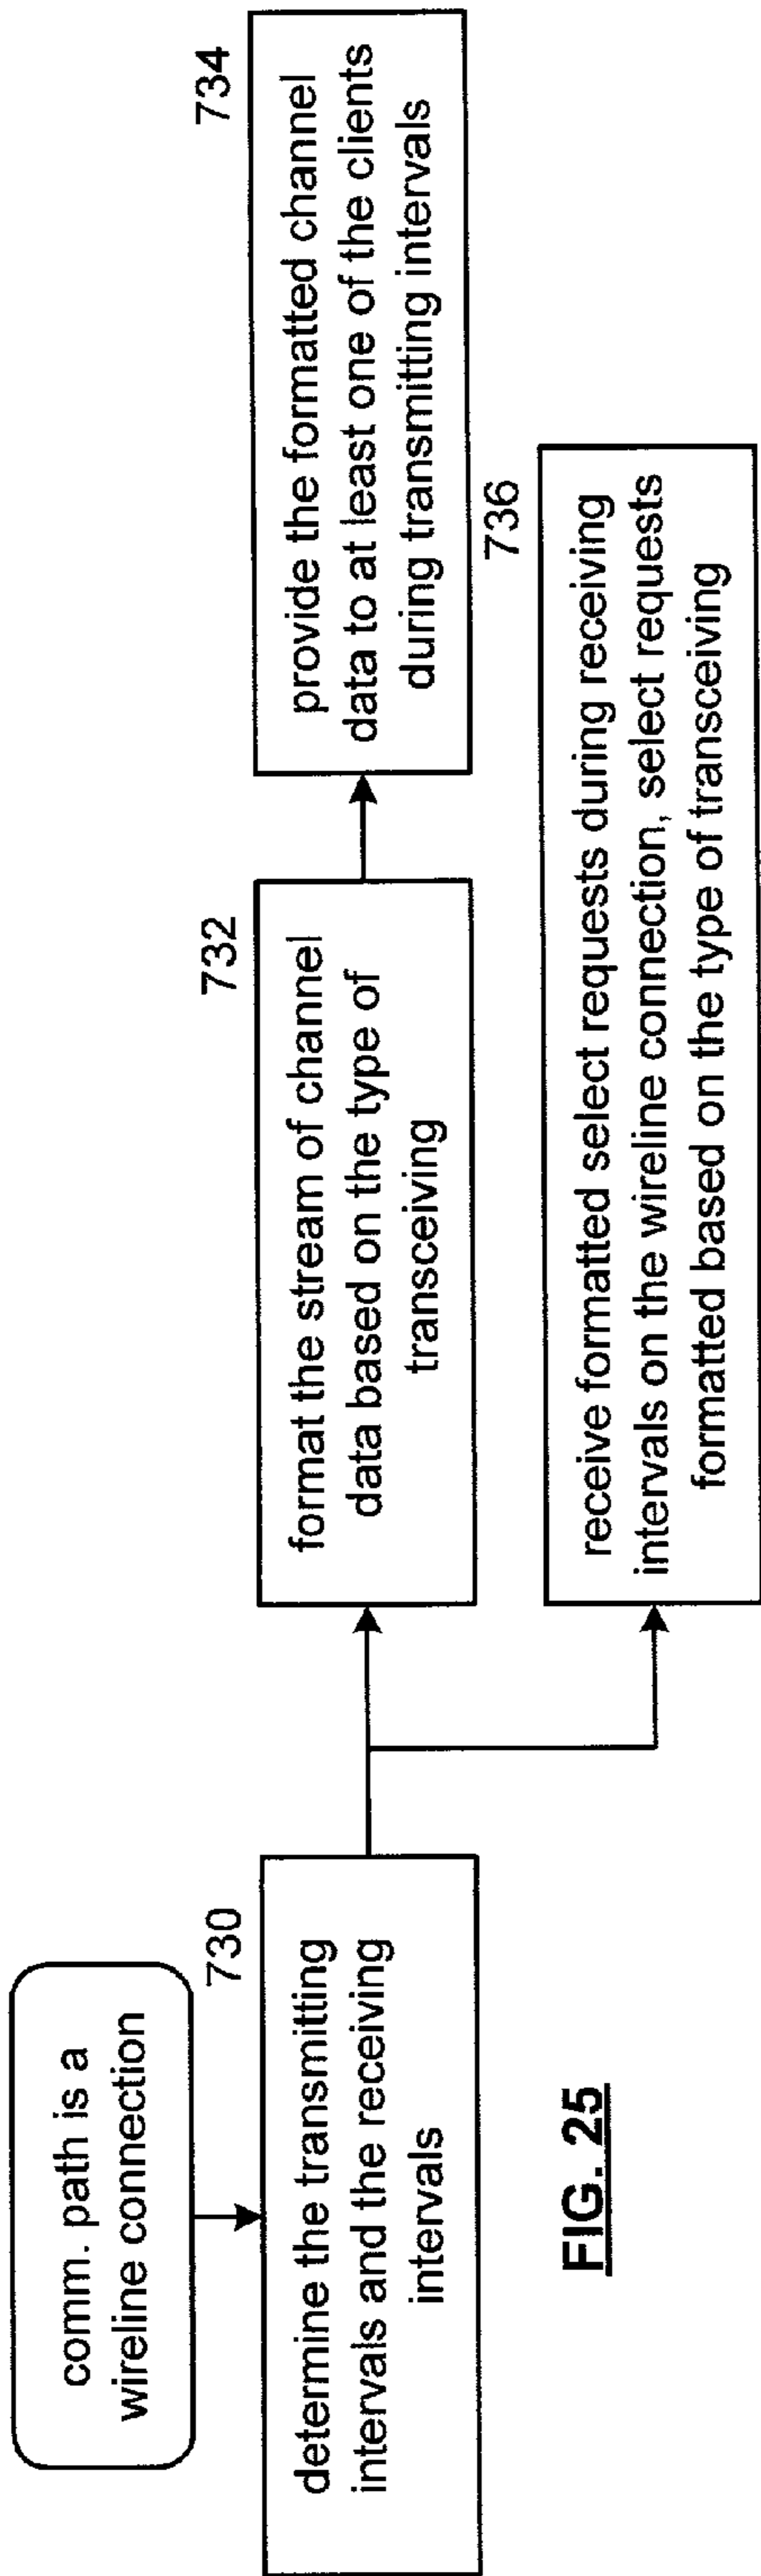 comm. path is a
wireline connection
730
determine the transmitting
intervals and the receiving
intervals
732
format the stream of channel
data based on the type of
transceiving
734
provide the formatted channel
data to at least one of the clients
during transmitting intervals
736
receive formatted select requests during receiving
intervals on the wireline connection, select requests
formatted based on the type of transceiving
FIG. 25